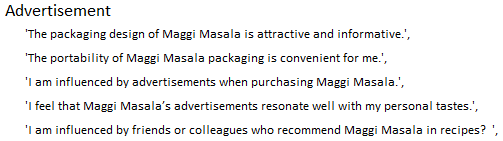 Advertisement
'The packaging design of Maggi Masala is attractive and informative.',
'The portability of Maggi Masala packaging is convenient for me.',
'I am influenced by advertisements when purchasing Maggi Masala.',
'I feel that Maggi Masala’s advertisements resonate well with my personal tastes.',
'I am influenced by friends or colleagues who recommend Maggi Masala in recipes? ',